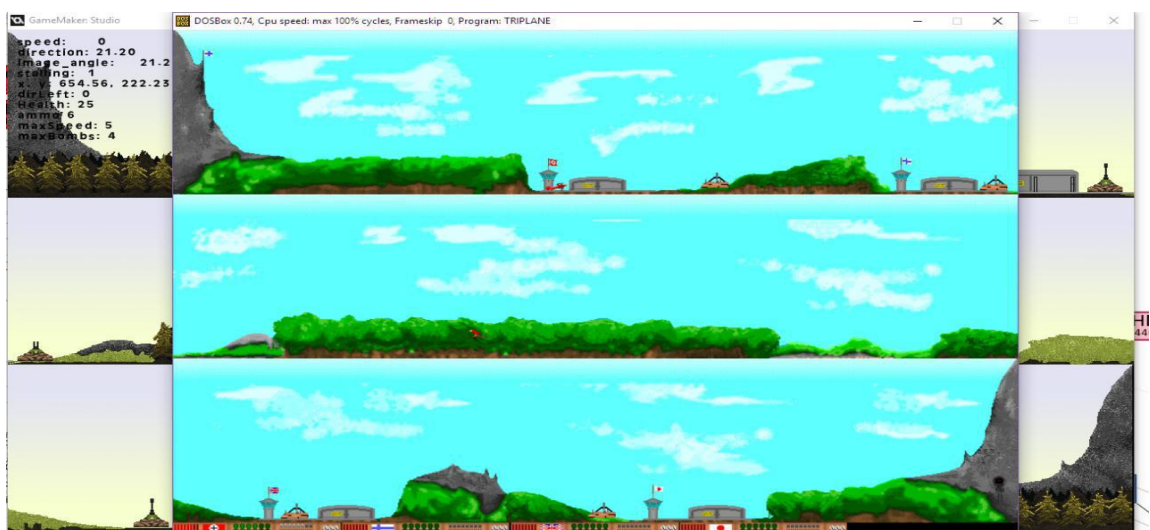 GameMaker: Studio
DOSBox 0.74, Cpu speed: max 100% cycles, Frameskip 0, Program: TRIPLANE
speed: 0
direction: 21.20
image_angle: 21.2
stalling: 1
x, y: 654.56, 222.23
dirLeft: 0
Health: 25
ammo 6
maxSpeed: 5
maxBombs: 4
44